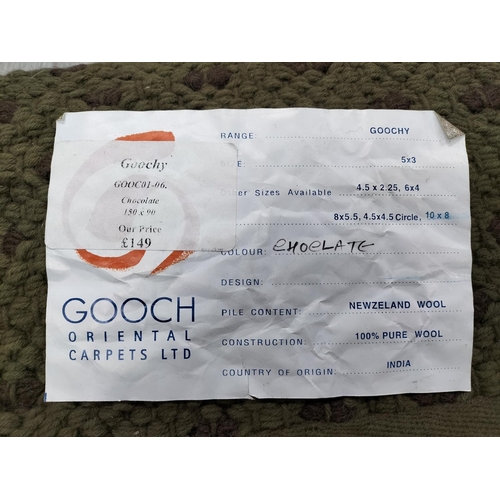 Goochy
GOOC01-06.
Chocolate
150 x 90
Our Price
£149
GOOCH
ORIENTAL
CARPETS LTD
RANGE GOOCHY
5x3
Sizes Available 4.5 x 2.25, 6x4
8x5.5, 4.5x4.5 Circle, 10 x 8
COLOUR: CHOCLATE
DESIGN:
PILE CONTENT: NEWZELAND WOOL
CONSTRUCTION: 100% PURE WOOL
COUNTRY OF ORIGIN: INDIA